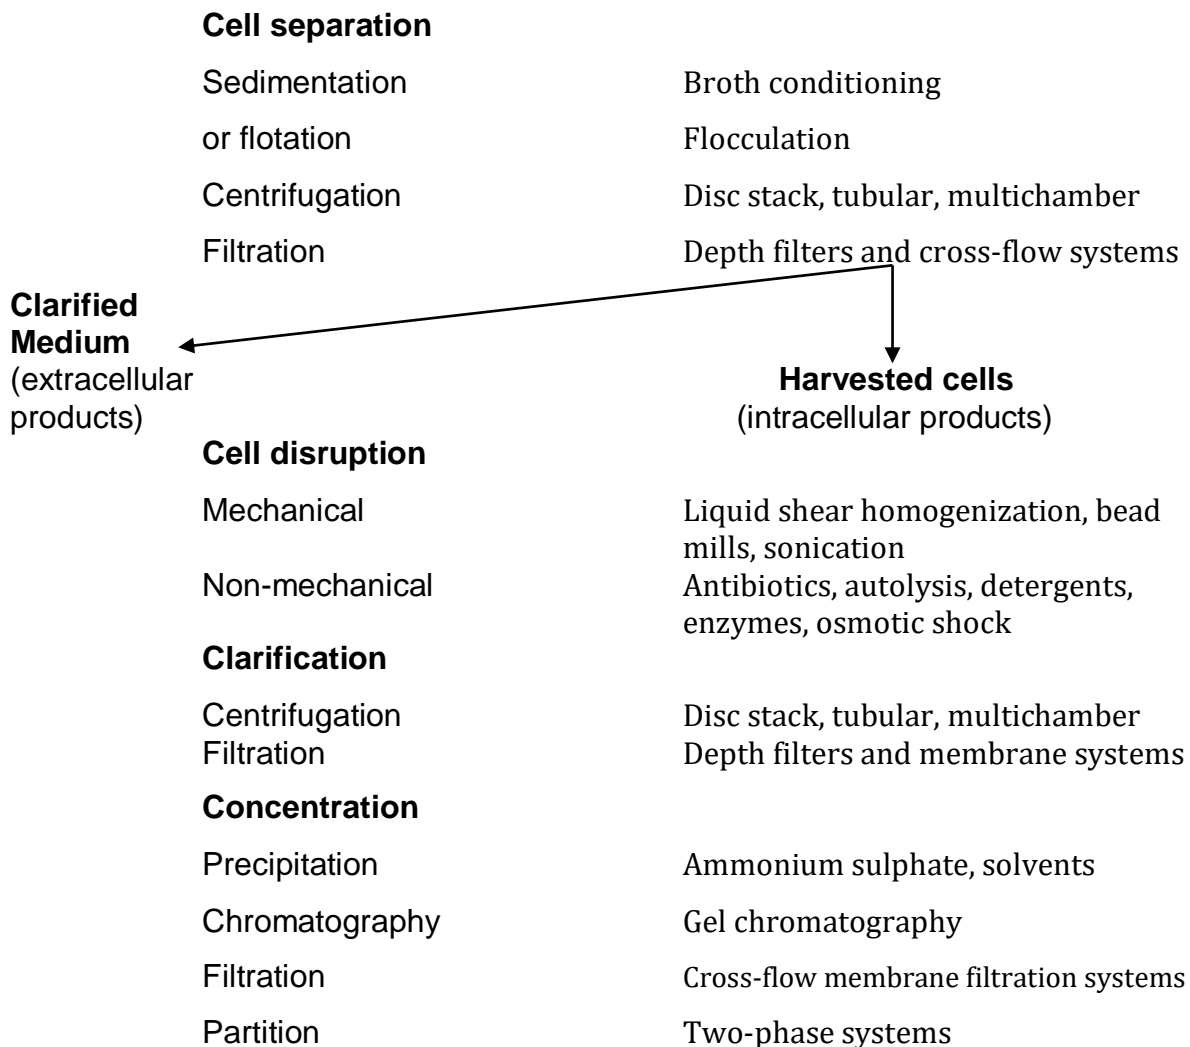 Cell separation
Sedimentation Broth conditioning
or flotation Flocculation
Centrifugation Disc stack, tubular, multichamber
Filtration Depth filters and cross-flow systems
Clarified
Medium
(extracellular
products)
Harvested cells
(intracellular products)
Cell disruption
Mechanical Liquid shear homogenization, bead
mills, sonication
Non-mechanical Antibiotics, autolysis, detergents,
enzymes, osmotic shock
Clarification
Centrifugation Disc stack, tubular, multichamber
Filtration Depth filters and membrane systems
Concentration
Precipitation Ammonium sulphate, solvents
Chromatography Gel chromatography
Filtration Cross-flow membrane filtration systems
Partition Two-phase systems